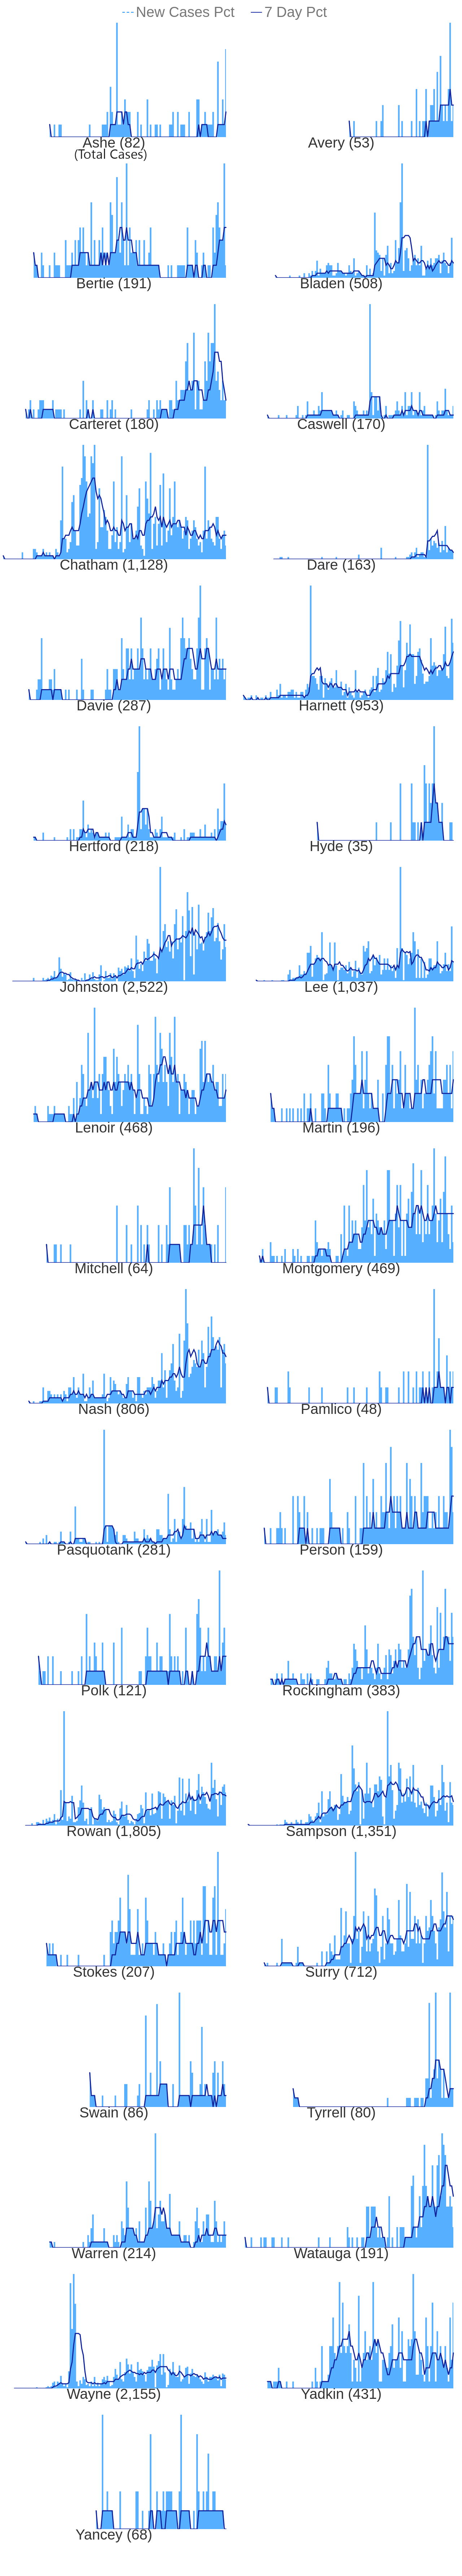 New Cases Pct 7 Day Pct
Ashe (82)
(Total Cases)
Avery (53)
Bertie (191)
Bladen (508)
Carteret (180)
Caswell (170)
Chatham (1,128)
Dare (163)
Davie (287)
Harnett (953)
Hertford (218)
Hyde (35)
Johnston (2,522)
Lee (1,037)
Lenoir (468)
Martin (196)
Mitchell (64)
Montgomery (469)
Nash (806)
Pamlico (48)
Pasquotank (281)
Person (159)
Polk (121)
Rockingham (383)
Rowan (1,805)
Sampson (1,351)
Stokes (207)
Surry (712)
Swain (86)
Tyrrell (80)
Warren (214)
Watauga (191)
Wayne (2,155)
Yadkin (431)
Yancey (68)